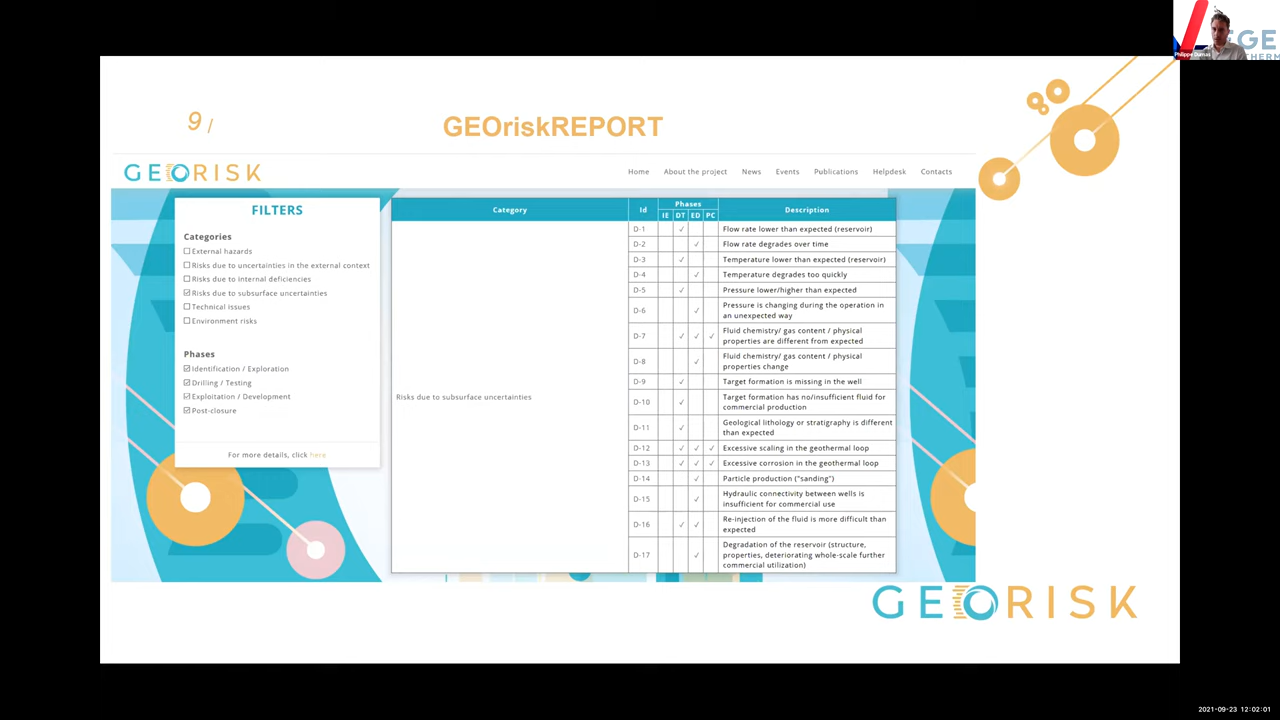 EGE
THERM
Philippe Dumas
9 /
GEOriskREPORT
GEORISK
Home About the project News Events Publications Helpdesk Contacts
FILTERS
Categories
External hazards
Risks due to uncertainties in the external context
Risks due to internal deficiencies
Risks due to subsurface uncertainties
Technical issues
Environment risks
Phases
Identification / Exploration
Drilling / Testing
Exploitation / Development
Post-closure
For more details, click here
Category Id Phases Description
IE DT ED PC
Risks due to subsurface uncertainties
D-1 ✓ Flow rate lower than expected (reservoir)
D-2 ✓ Flow rate degrades over time
D-3 ✓ Temperature lower than expected (reservoir)
D-4 ✓ Temperature degrades too quickly
D-5 ✓ Pressure lower/higher than expected
D-6 ✓ Pressure is changing during the operation in
an unexpected way
D-7 ✓ ✓ ✓ Fluid chemistry/ gas content / physical
properties are different from expected
D-8 ✓ Fluid chemistry/ gas content / physical
properties change
D-9 ✓ Target formation is missing in the well
D-10 ✓ Target formation has no/insufficient fluid for
commercial production
D-11 ✓ Geological lithology or stratigraphy is different
than expected
D-12 ✓ ✓ ✓ Excessive scaling in the geothermal loop
D-13 ✓ ✓ ✓ Excessive corrosion in the geothermal loop
D-14 ✓ Particle production ("sanding")
D-15 ✓ Hydraulic connectivity between wells is
insufficient for commercial use
D-16 ✓ ✓ Re-injection of the fluid is more difficult than
expected
D-17 ✓ Degradation of the reservoir (structure,
properties, deteriorating whole-scale further
commercial utilization)
GEORISK
2021-09-23 12:02:01